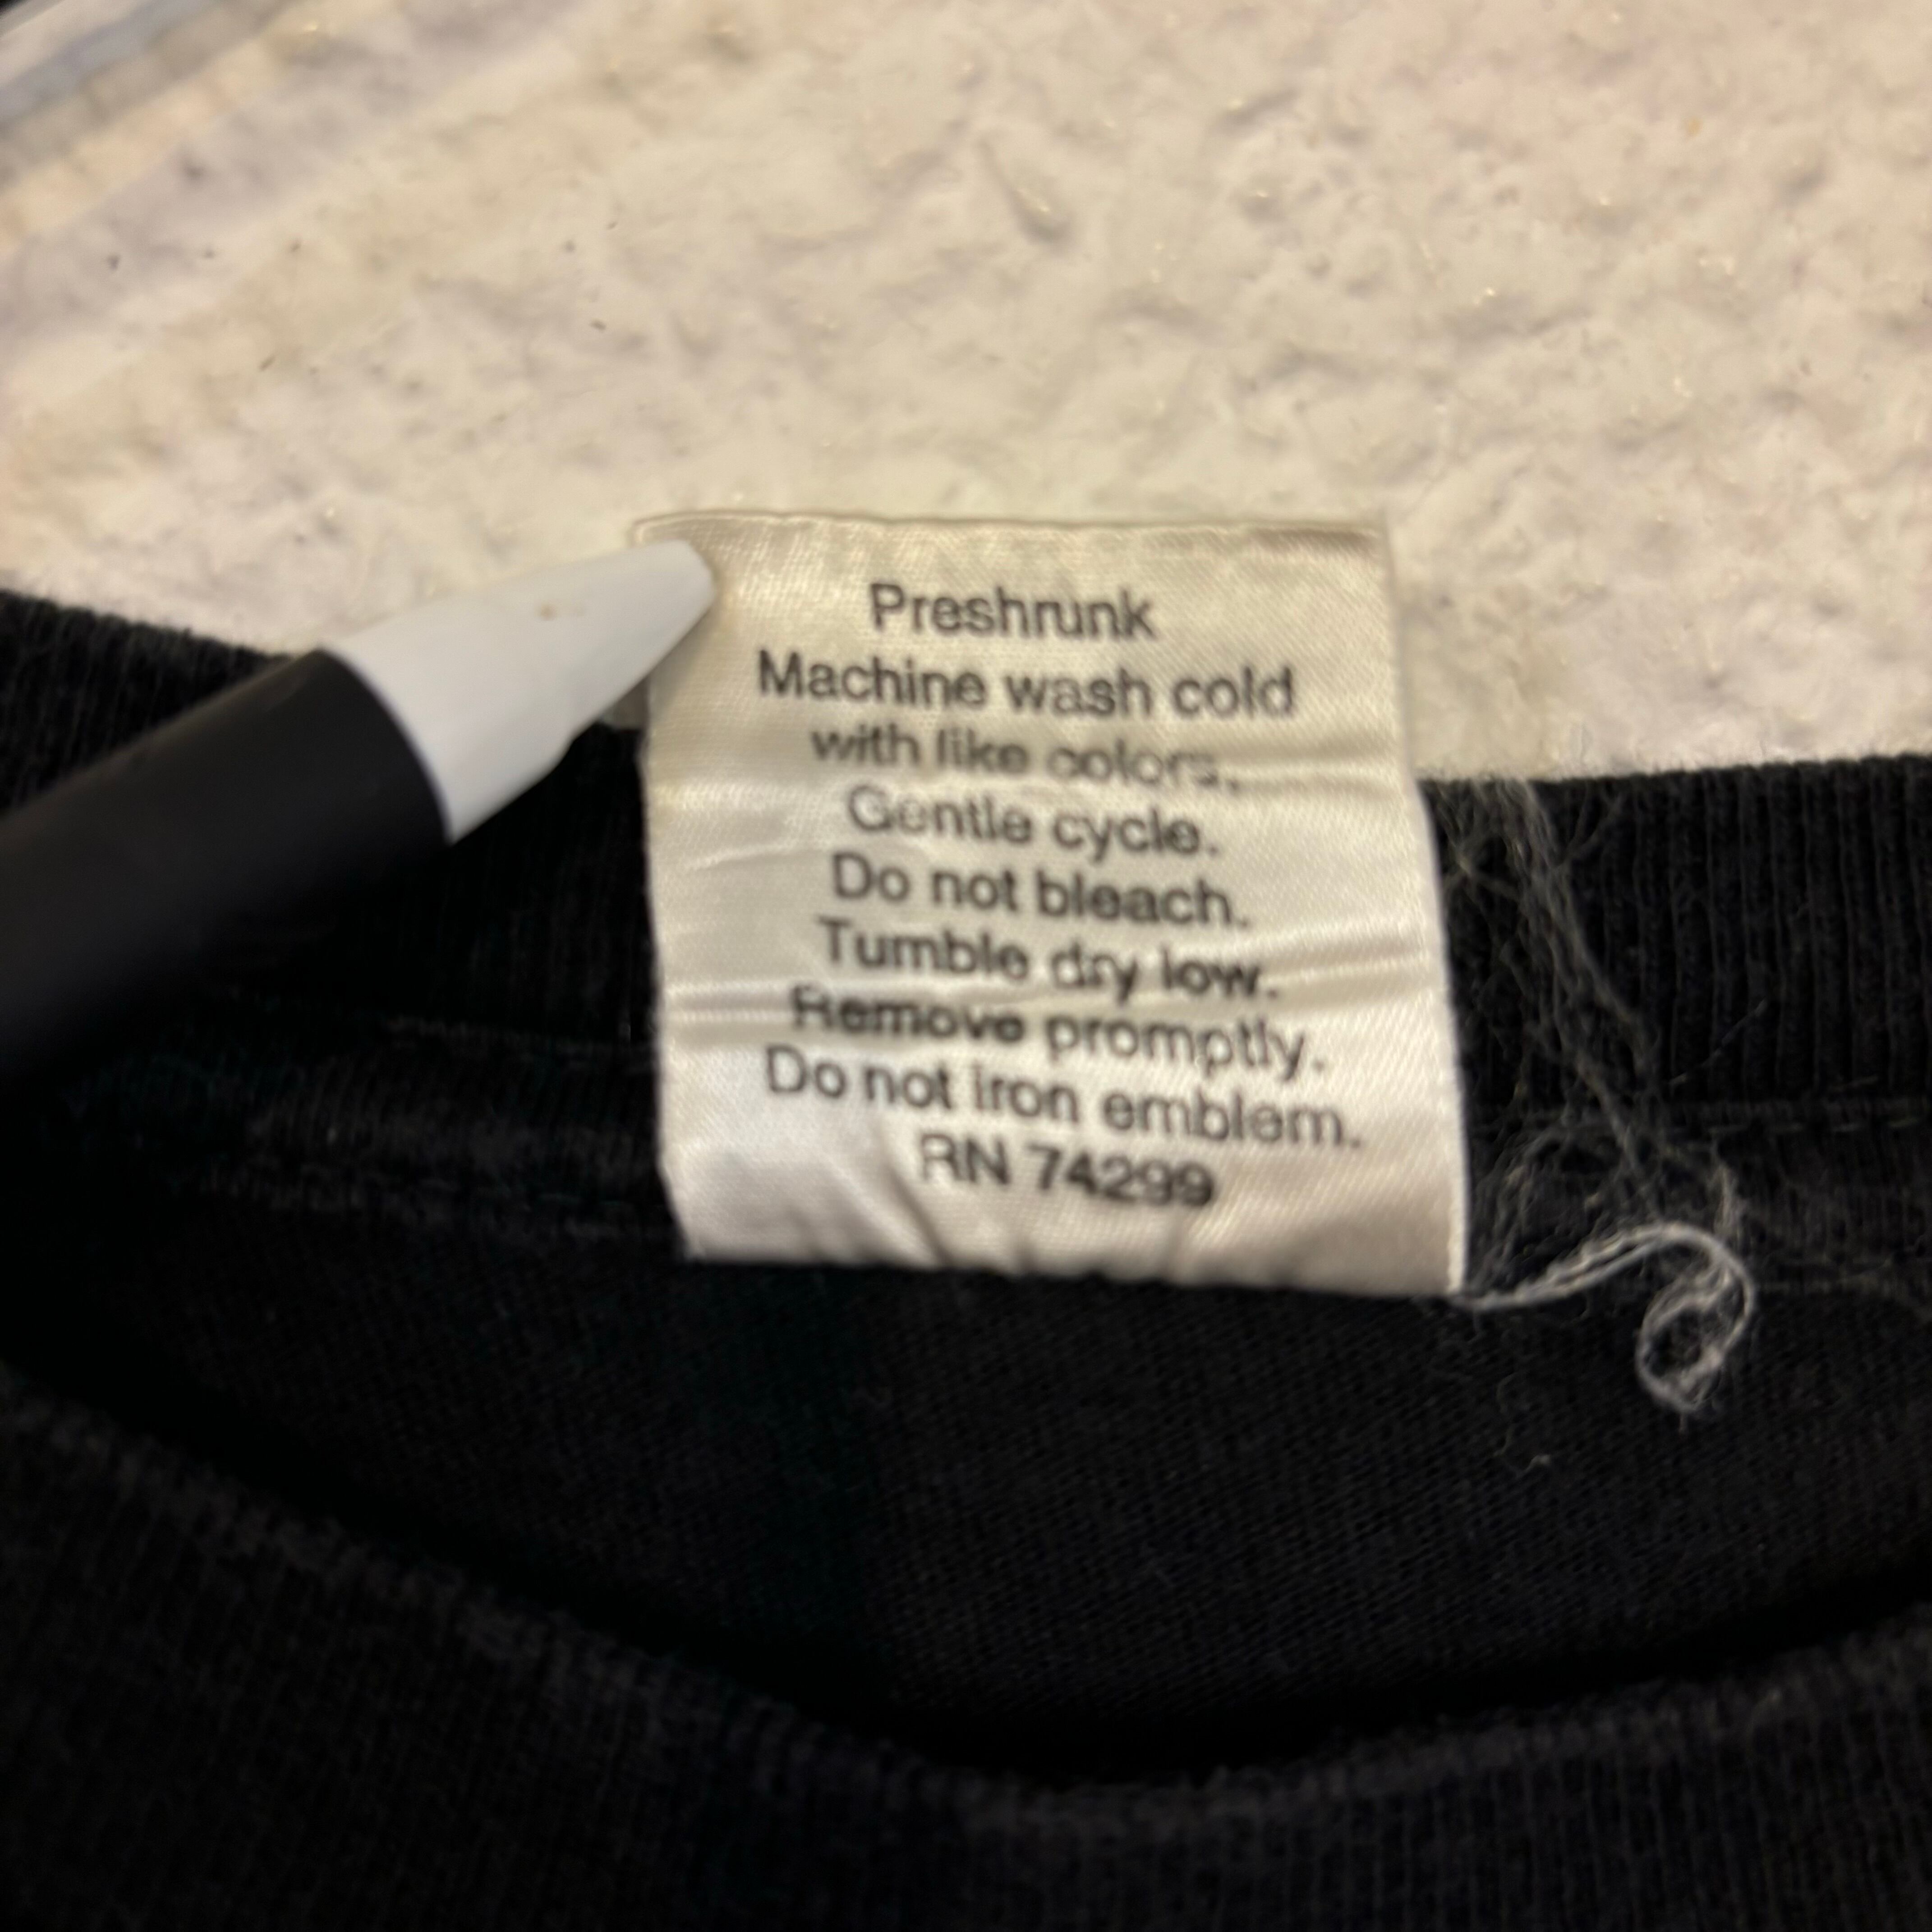 Preshrunk
Machine wash cold
with like colors.
Gentle cycle.
Do not bleach.
Tumble dry low.
Remove promptly.
Do not iron emblem.
RN 74299